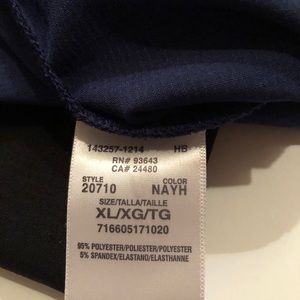 143257-1214 HB
RN# 93643
CA# 24480
STYLE COLOR
20710 NAYH
SIZE/TALLA/TAILLE
XL/XG/TG
716605171020
95% POLYESTER/POLIESTER/POLYESTER
5% SPANDEX/ELASTANO/ELASTHANNE